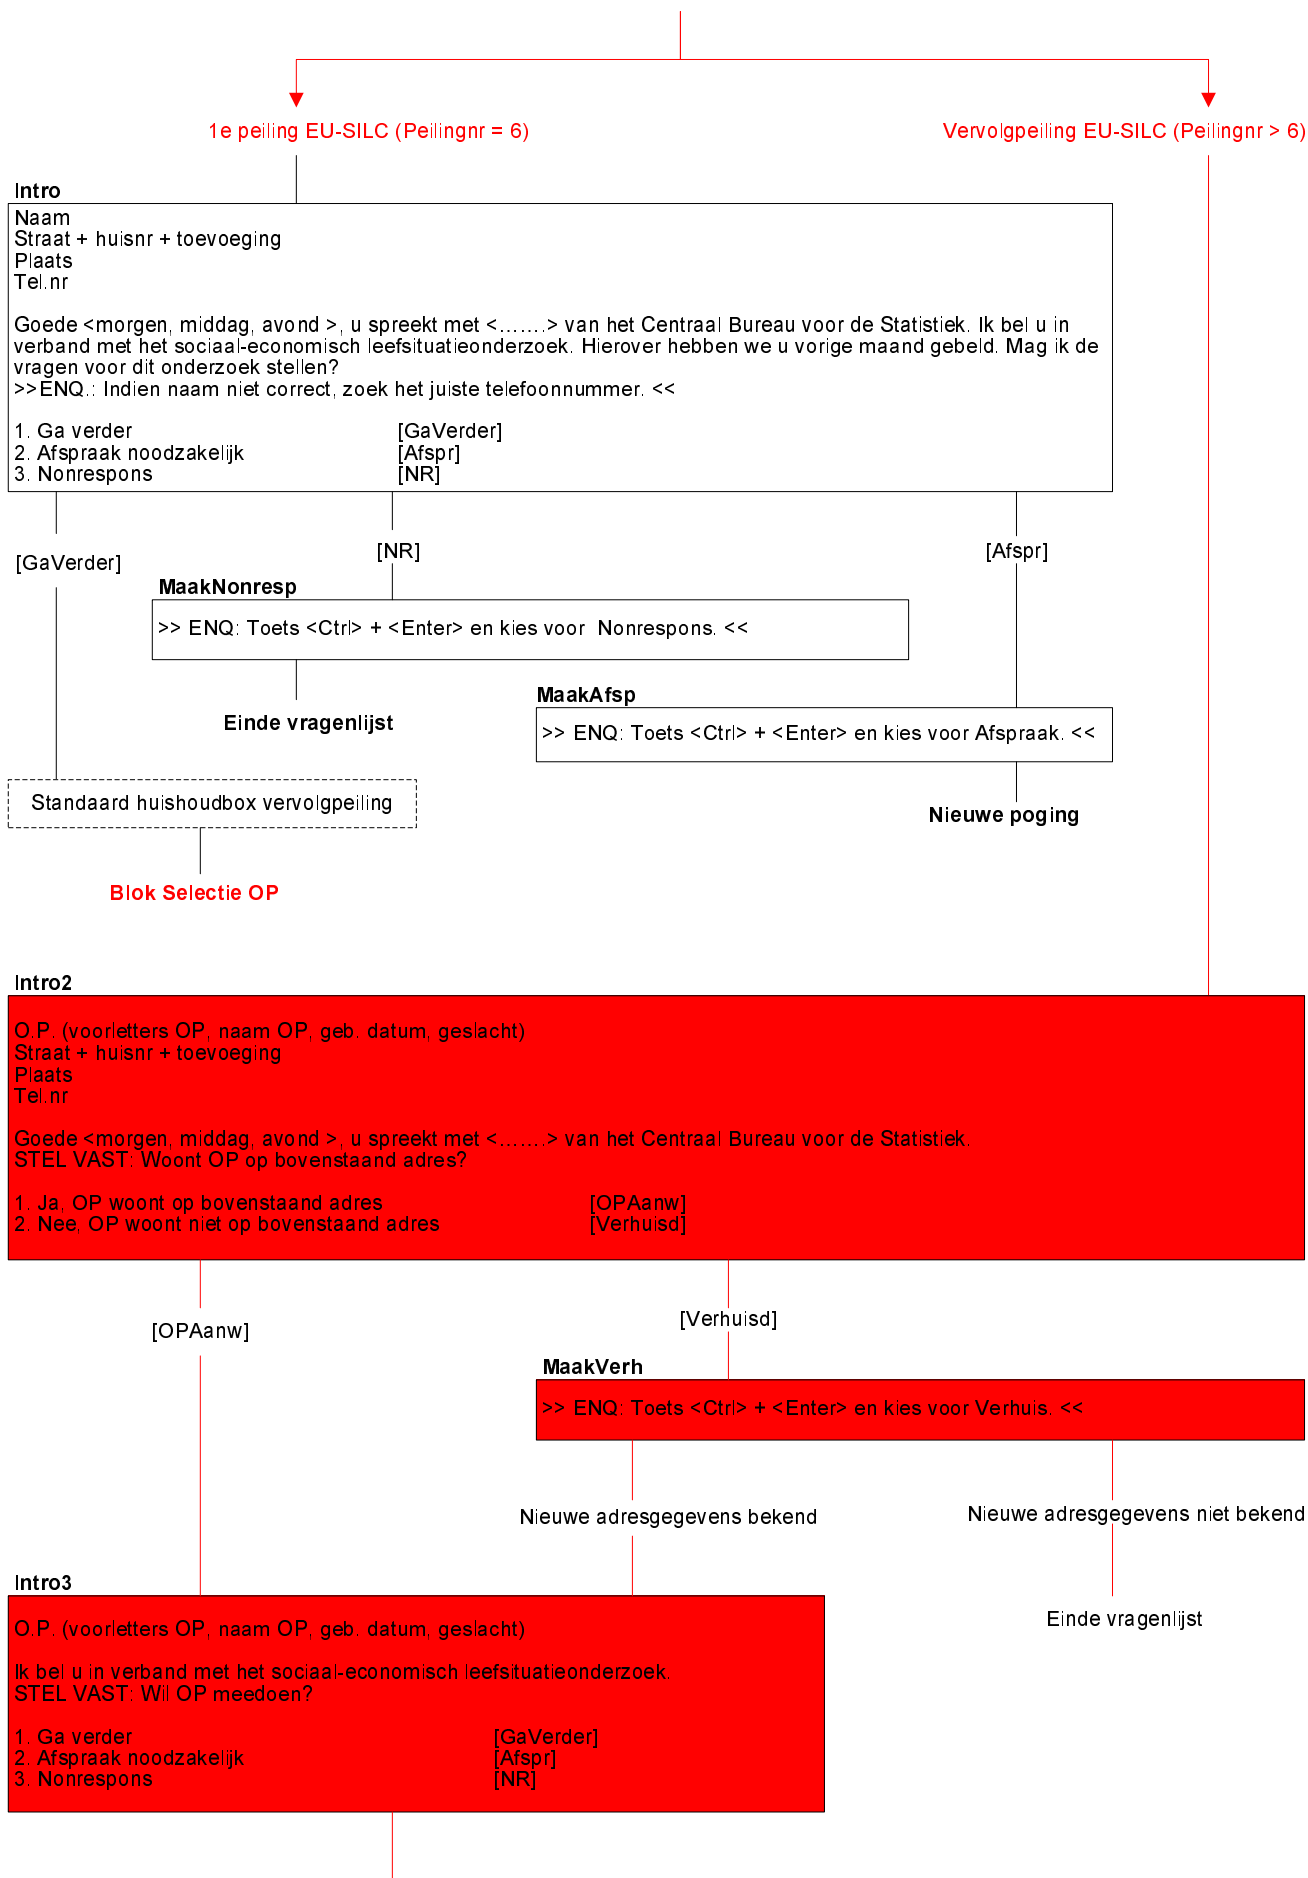 1e peiling EU-SILC (Peilingnr = 6)
Vervolgpeiling EU-SILC (Peilingnr > 6)
Intro
Naam
Straat + huisnr + toevoeging
Plaats
Tel.nr
Goede <morgen, middag, avond >, u spreekt met <…….> van het Centraal Bureau voor de Statistiek. Ik bel u in
verband met het sociaal-economisch leefsituatieonderzoek. Hierover hebben we u vorige maand gebeld. Mag ik de
vragen voor dit onderzoek stellen?
>>ENQ.: Indien naam niet correct, zoek het juiste telefoonnummer. <<
1. Ga verder [GaVerder]
2. Afspraak noodzakelijk [Afspr]
3. Nonrespons [NR]
[GaVerder]
[NR]
[Afspr]
MaakNonresp
>> ENQ: Toets <Ctrl> + <Enter> en kies voor  Nonrespons. <<
Einde vragenlijst
MaakAfsp
>> ENQ: Toets <Ctrl> + <Enter> en kies voor Afspraak. <<
Nieuwe poging
Standaard huishoudbox vervolgpeiling
Blok Selectie OP
Intro2
O.P. (voorletters OP, naam OP, geb. datum, geslacht)
Straat + huisnr + toevoeging
Plaats
Tel.nr
Goede <morgen, middag, avond >, u spreekt met <…….> van het Centraal Bureau voor de Statistiek.
STEL VAST: Woont OP op bovenstaand adres?
1. Ja, OP woont op bovenstaand adres [OPAanw]
2. Nee, OP woont niet op bovenstaand adres [Verhuisd]
[OPAanw]
[Verhuisd]
MaakVerh
>> ENQ: Toets <Ctrl> + <Enter> en kies voor Verhuis. <<
Nieuwe adresgegevens bekend
Nieuwe adresgegevens niet bekend
Einde vragenlijst
Intro3
O.P. (voorletters OP, naam OP, geb. datum, geslacht)
Ik bel u in verband met het sociaal-economisch leefsituatieonderzoek.
STEL VAST: Wil OP meedoen?
1. Ga verder [GaVerder]
2. Afspraak noodzakelijk [Afspr]
3. Nonrespons [NR]